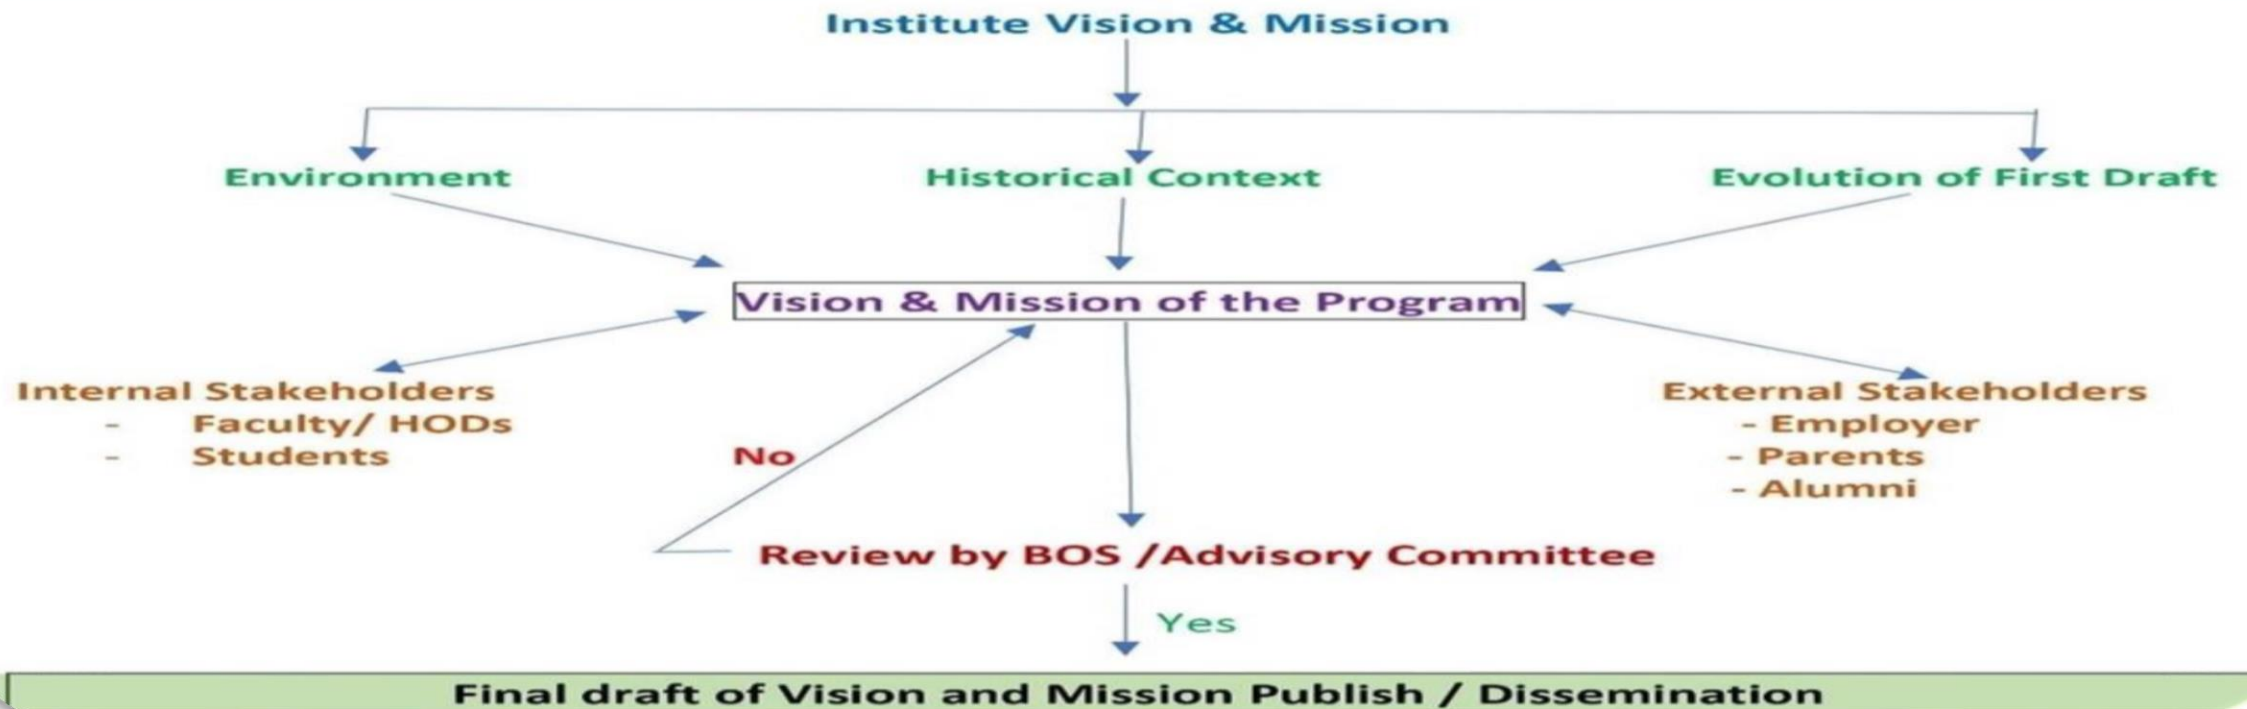 Institute Vision & Mission
Environment
Historical Context
Evolution of First Draft
Vision & Mission of the Program
Internal Stakeholders
- Faculty/ HODs
- Students
External Stakeholders
- Employer
- Parents
- Alumni
No
Review by BOS /Advisory Committee
Yes
Final draft of Vision and Mission Publish / Dissemination